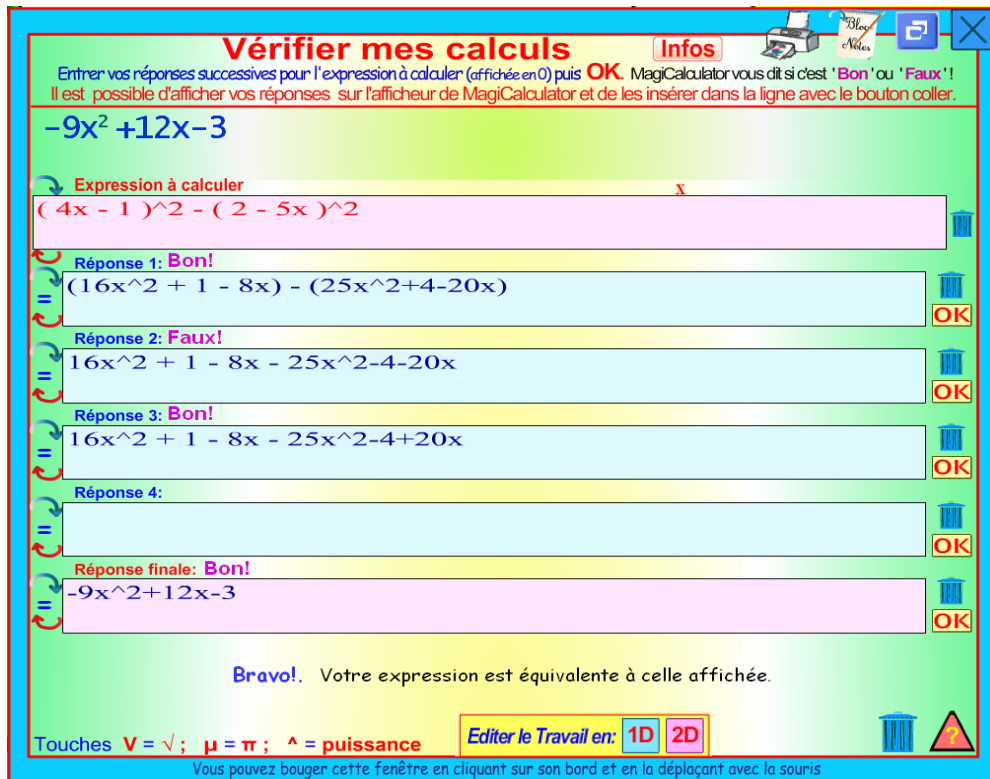 Bloc-
Notes
Vérifier mes calculs
Infos
Entrer vos réponses successives pour l'expression à calculer (affichée en 0) puis OK. MagiCalculator vous dit si c'est 'Bon' ou 'Faux'!
Il est possible d'afficher vos réponses sur l'afficheur de MagiCalculator et de les insérer dans la ligne avec le bouton coller.
-9x² +12x-3
Expression à calculer
x
( 4x - 1 )^2 - ( 2 - 5x )^2
Réponse 1: Bon!
= (16x^2 + 1 - 8x) - (25x^2+4-20x)
OK
Réponse 2: Faux!
= 16x^2 + 1 - 8x - 25x^2-4-20x
OK
Réponse 3: Bon!
= 16x^2 + 1 - 8x - 25x^2-4+20x
OK
Réponse 4:
=
OK
Réponse finale: Bon!
= -9x^2+12x-3
OK
Bravo!. Votre expression est équivalente à celle affichée.
Touches V = √ ; µ = π ; ^ = puissance
Editer le Travail en: 1D 2D
?
Vous pouvez bouger cette fenêtre en cliquant sur son bord et en la déplaçant avec la souris